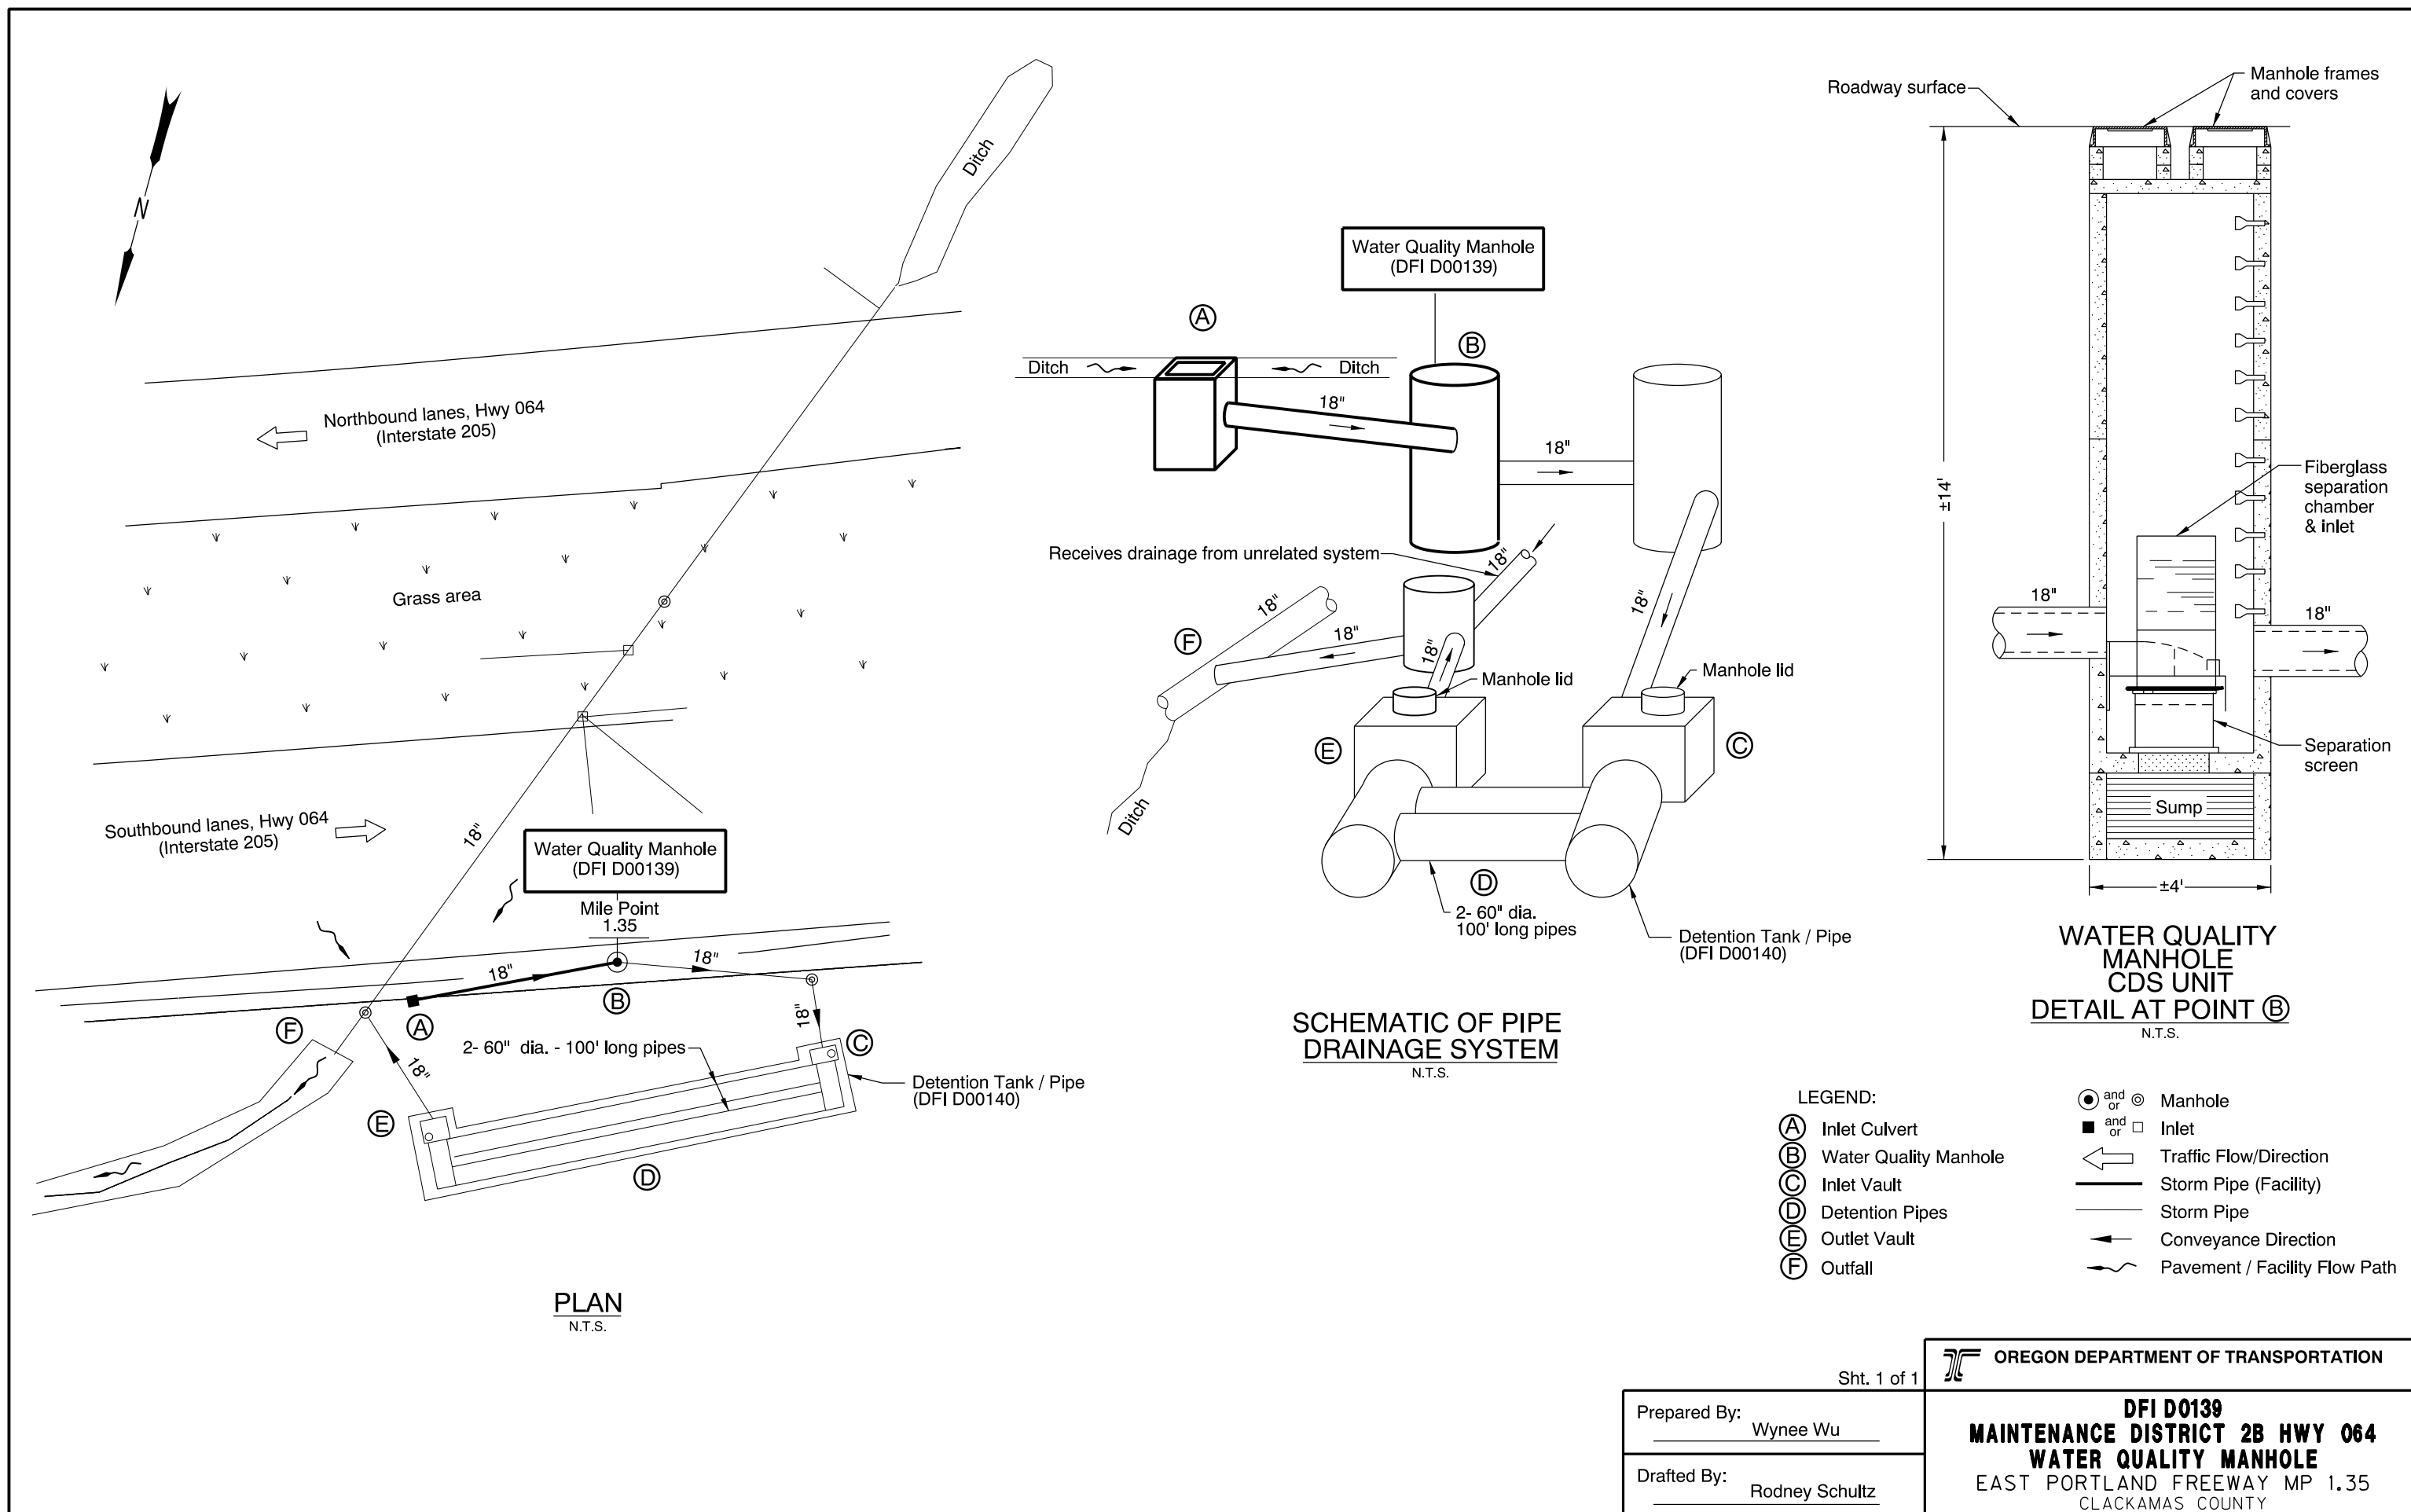 N
Ditch
Northbound lanes, Hwy 064
(Interstate 205)
Grass area
Southbound lanes, Hwy 064
(Interstate 205)
18"
Water Quality Manhole
(DFI D00139)
Mile Point
1.35
18"
18"
18"
18"
A
B
C
D
E
F
2- 60" dia. - 100' long pipes
Detention Tank / Pipe
(DFI D00140)
PLAN
N.T.S.
Water Quality Manhole
(DFI D00139)
A
B
Ditch
Ditch
18"
18"
Receives drainage from unrelated system
18"
18"
18"
18"
18"
F
Manhole lid
Manhole lid
E
C
Ditch
D
2- 60" dia.
100' long pipes
Detention Tank / Pipe
(DFI D00140)
SCHEMATIC OF PIPE
DRAINAGE SYSTEM
N.T.S.
Roadway surface
Manhole frames
and covers
±14'
Fiberglass
separation
chamber
& inlet
18"
18"
Separation
screen
Sump
±4'
WATER QUALITY
MANHOLE
CDS UNIT
DETAIL AT POINT B
N.T.S.
LEGEND:
A Inlet Culvert
B Water Quality Manhole
C Inlet Vault
D Detention Pipes
E Outlet Vault
F Outfall
and or Manhole
and or Inlet
Traffic Flow/Direction
Storm Pipe (Facility)
Storm Pipe
Conveyance Direction
Pavement / Facility Flow Path
Sht. 1 of 1
OREGON DEPARTMENT OF TRANSPORTATION
Prepared By:
Wynee Wu
Drafted By:
Rodney Schultz
DFI D0139
MAINTENANCE DISTRICT 2B HWY 064
WATER QUALITY MANHOLE
EAST PORTLAND FREEWAY MP 1.35
CLACKAMAS COUNTY